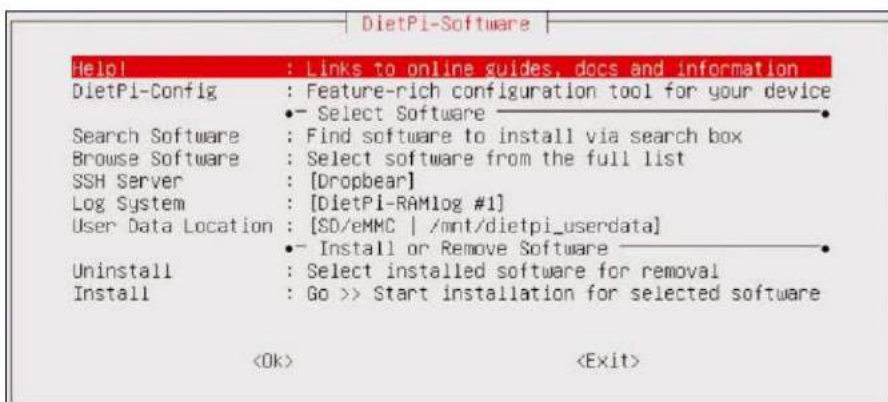 DietPi-Software
Help! : Links to online guides, docs and information
DietPi-Config : Feature-rich configuration tool for your device
Select Software
Search Software : Find software to install via search box
Browse Software : Select software from the full list
SSH Server : [Dropbear]
Log System : [DietPi-RAMlog #1]
User Data Location : [SD/eMMC | /mnt/dietpi_userdata]
Install or Remove Software
Uninstall : Select installed software for removal
Install : Go >> Start installation for selected software
<Ok> <Exit>